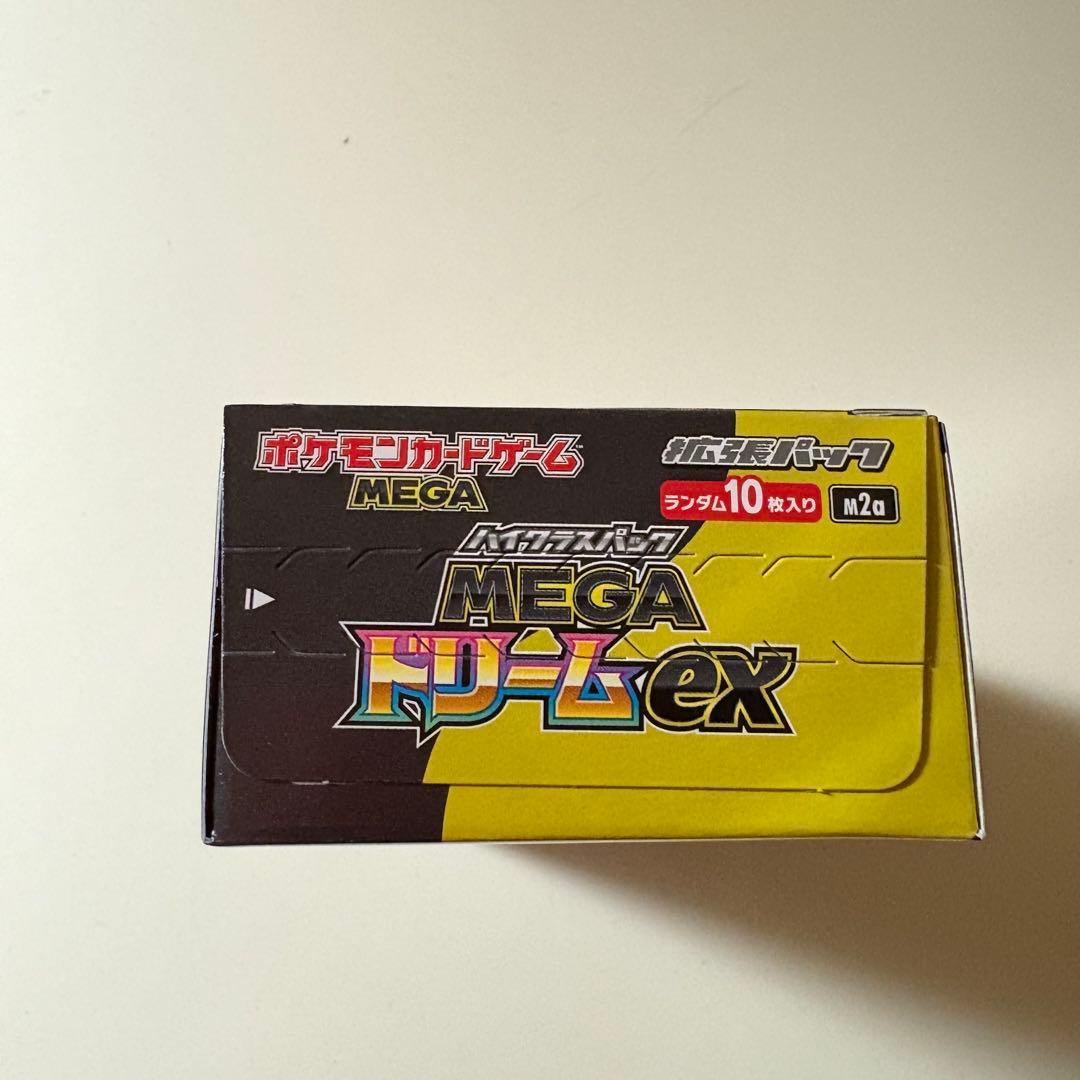 ポケモンカードゲーム™
MEGA
拡張パック
ランダム10枚入り
M2a
ハイクラスパック
MEGA
ドリームex